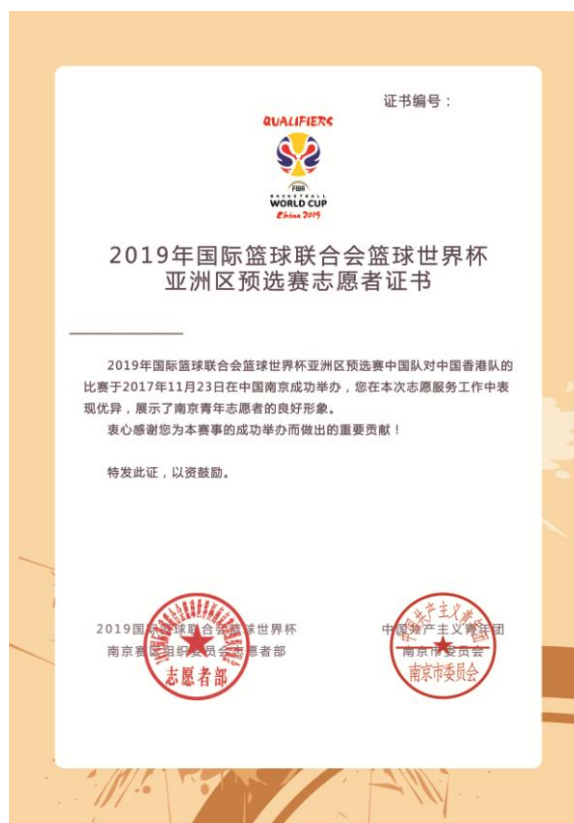 证书编号：
QUALIFIERS
FIBA
BASKETBALL
WORLD CUP
China 2019
2019年国际篮球联合会篮球世界杯
亚洲区预选赛志愿者证书
2019年国际篮球联合会篮球世界杯亚洲区预选赛中国队对中国香港队的
比赛于2017年11月23日在中国南京成功举办，您在本次志愿服务工作中表
现优异，展示了南京青年志愿者的良好形象。
衷心感谢您为本赛事的成功举办而做出的重要贡献！
特发此证，以资鼓励。
2019国际篮球联合会篮球世界杯
南京赛区组织委员会志愿者部
志愿者部
中国共产主义青年团
南京市委员会
中国共产主义青年团
南京市委员会